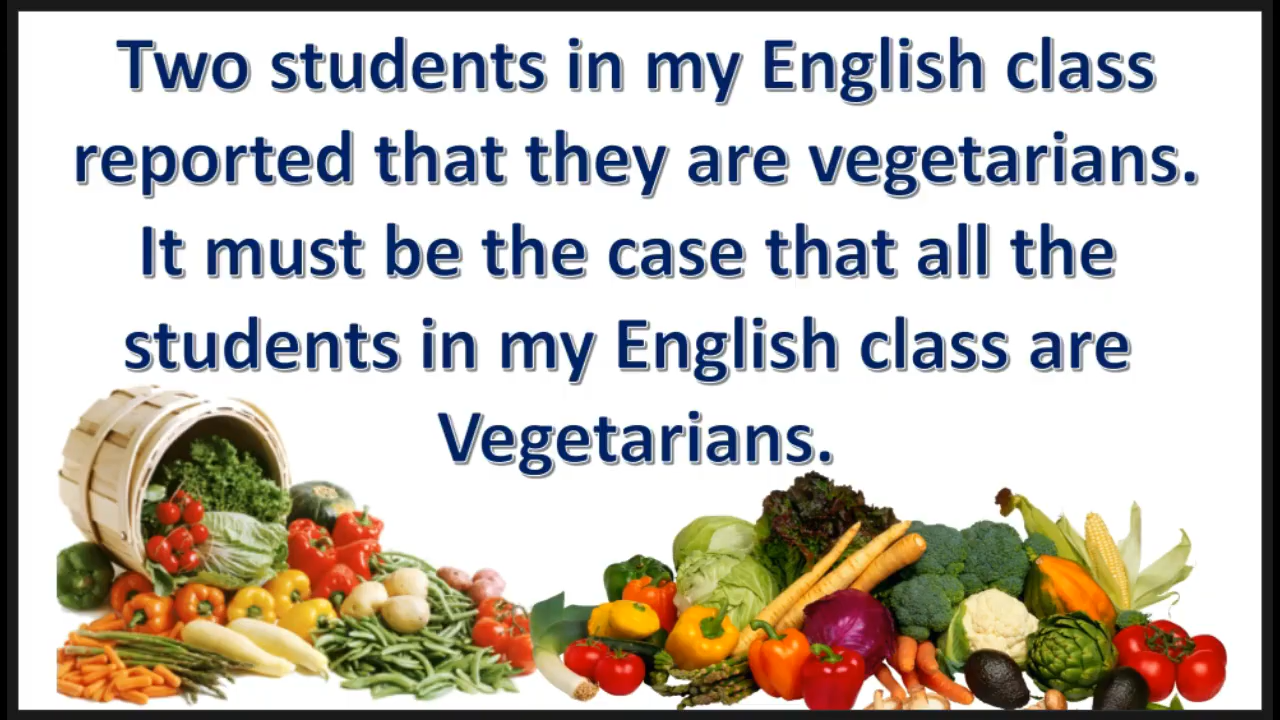 Two students in my English class
reported that they are vegetarians.
It must be the case that all the
students in my English class are
Vegetarians.